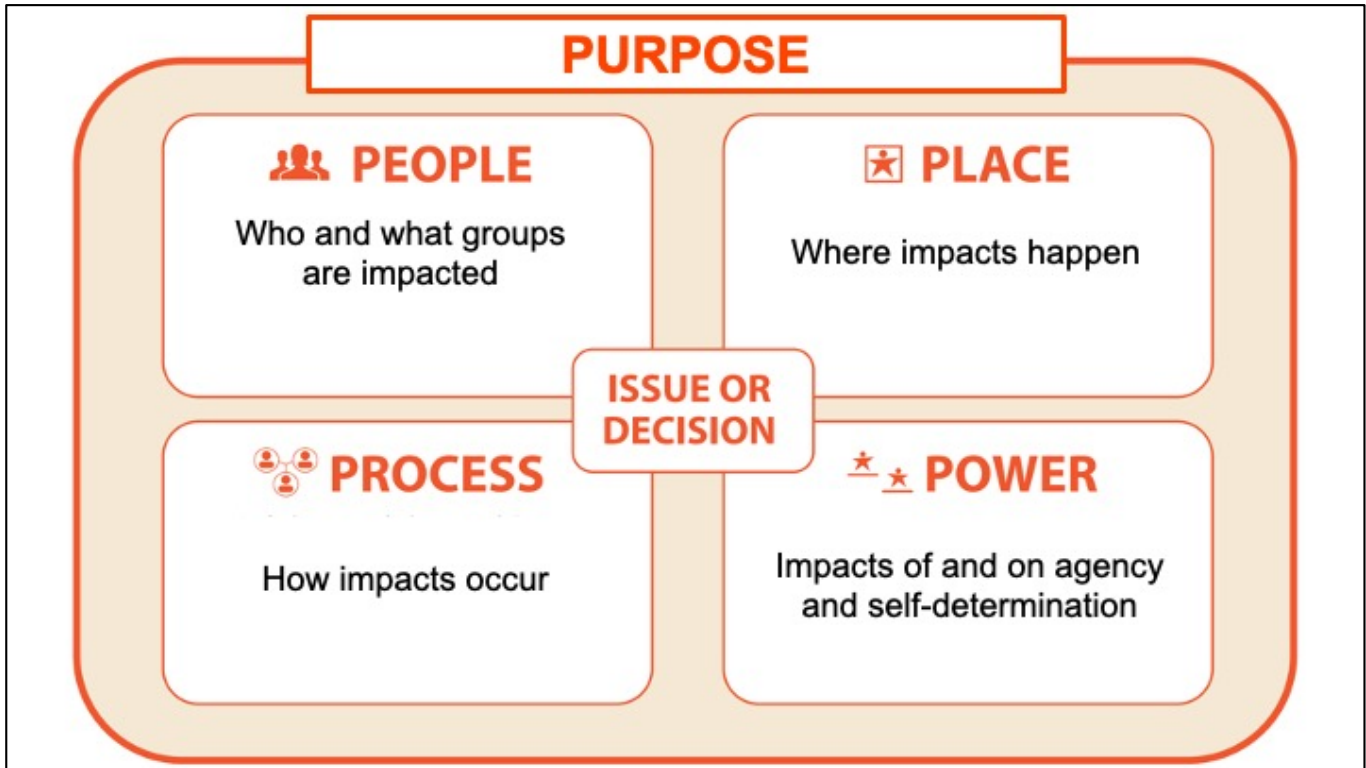 PURPOSE
PEOPLE
Who and what groups
are impacted
PLACE
Where impacts happen
ISSUE OR
DECISION
PROCESS
How impacts occur
POWER
Impacts of and on agency
and self-determination